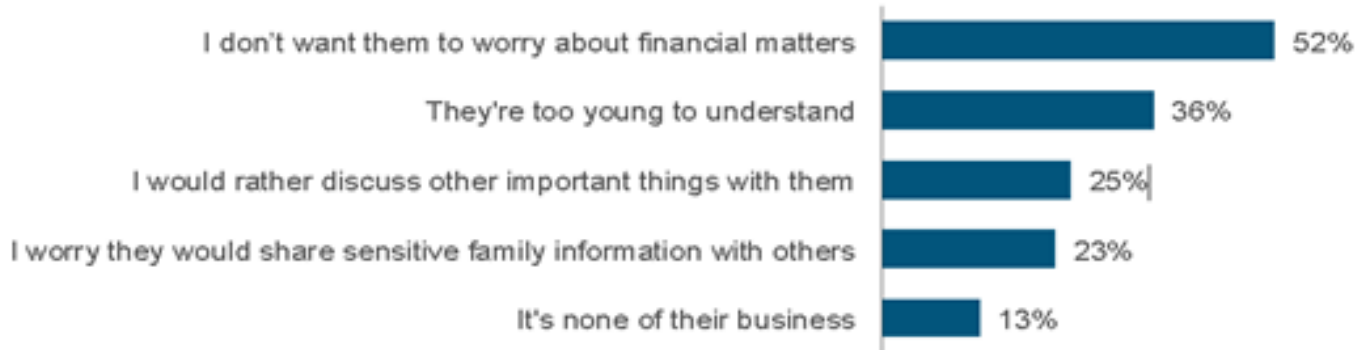 I don't want them to worry about financial matters 52%
They're too young to understand 36%
I would rather discuss other important things with them 25%
I worry they would share sensitive family information with others 23%
It's none of their business 13%